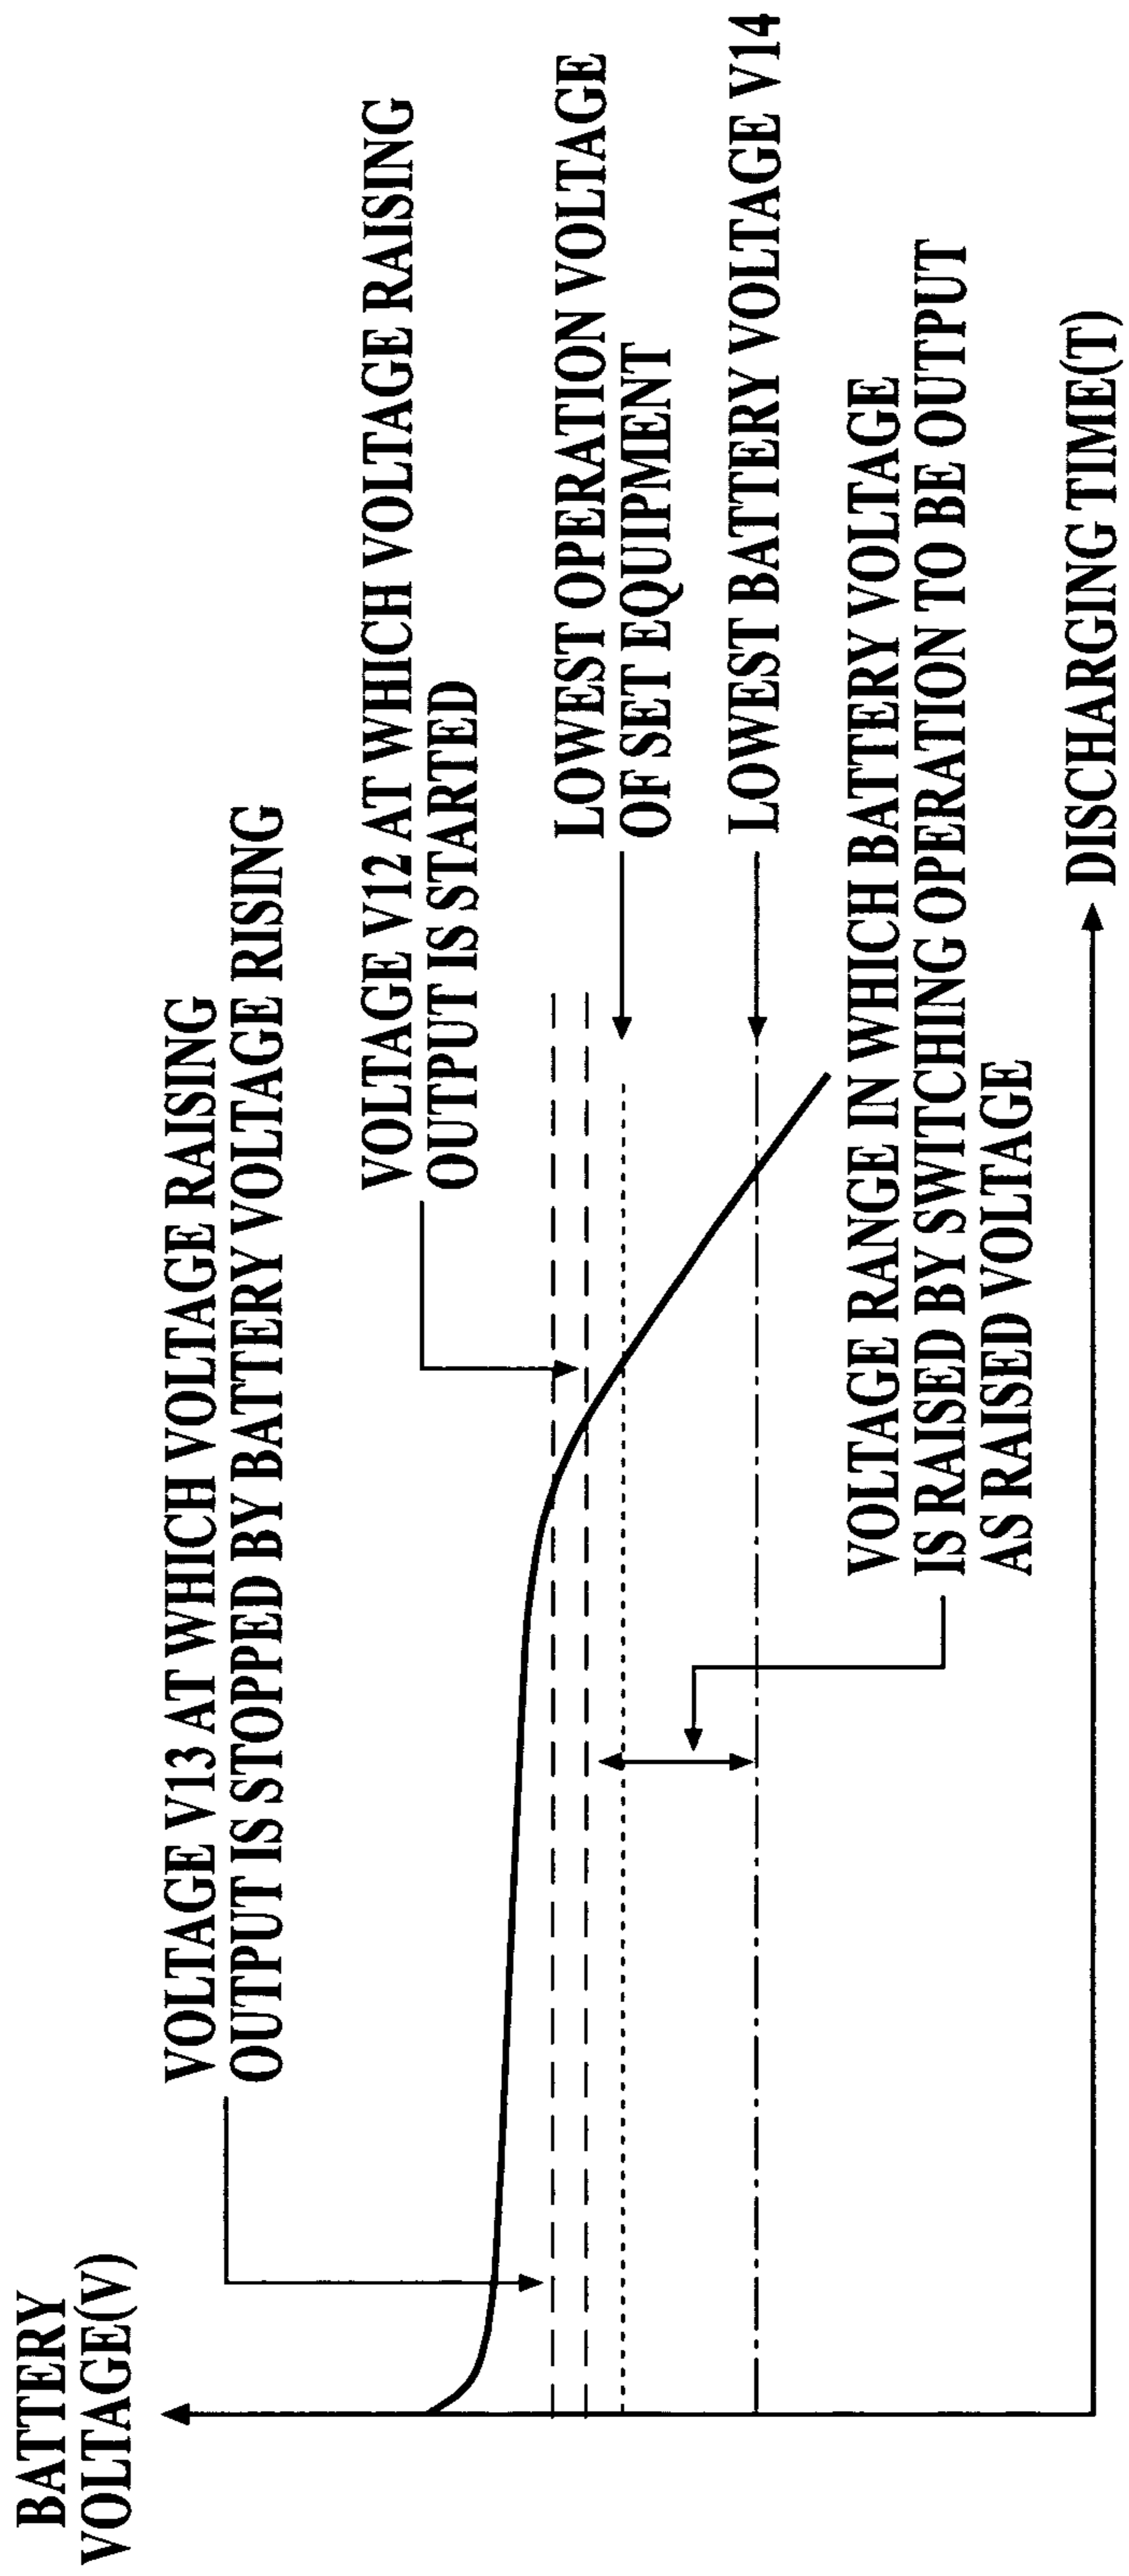 BATTERY
VOLTAGE(V)
VOLTAGE V13 AT WHICH VOLTAGE RAISING
OUTPUT IS STOPPED BY BATTERY VOLTAGE RISING
VOLTAGE V12 AT WHICH VOLTAGE RAISING
OUTPUT IS STARTED
LOWEST OPERATION VOLTAGE
OF SET EQUIPMENT
LOWEST BATTERY VOLTAGE V14
VOLTAGE RANGE IN WHICH BATTERY VOLTAGE
IS RAISED BY SWITCHING OPERATION TO BE OUTPUT
AS RAISED VOLTAGE
DISCHARGING TIME(T)